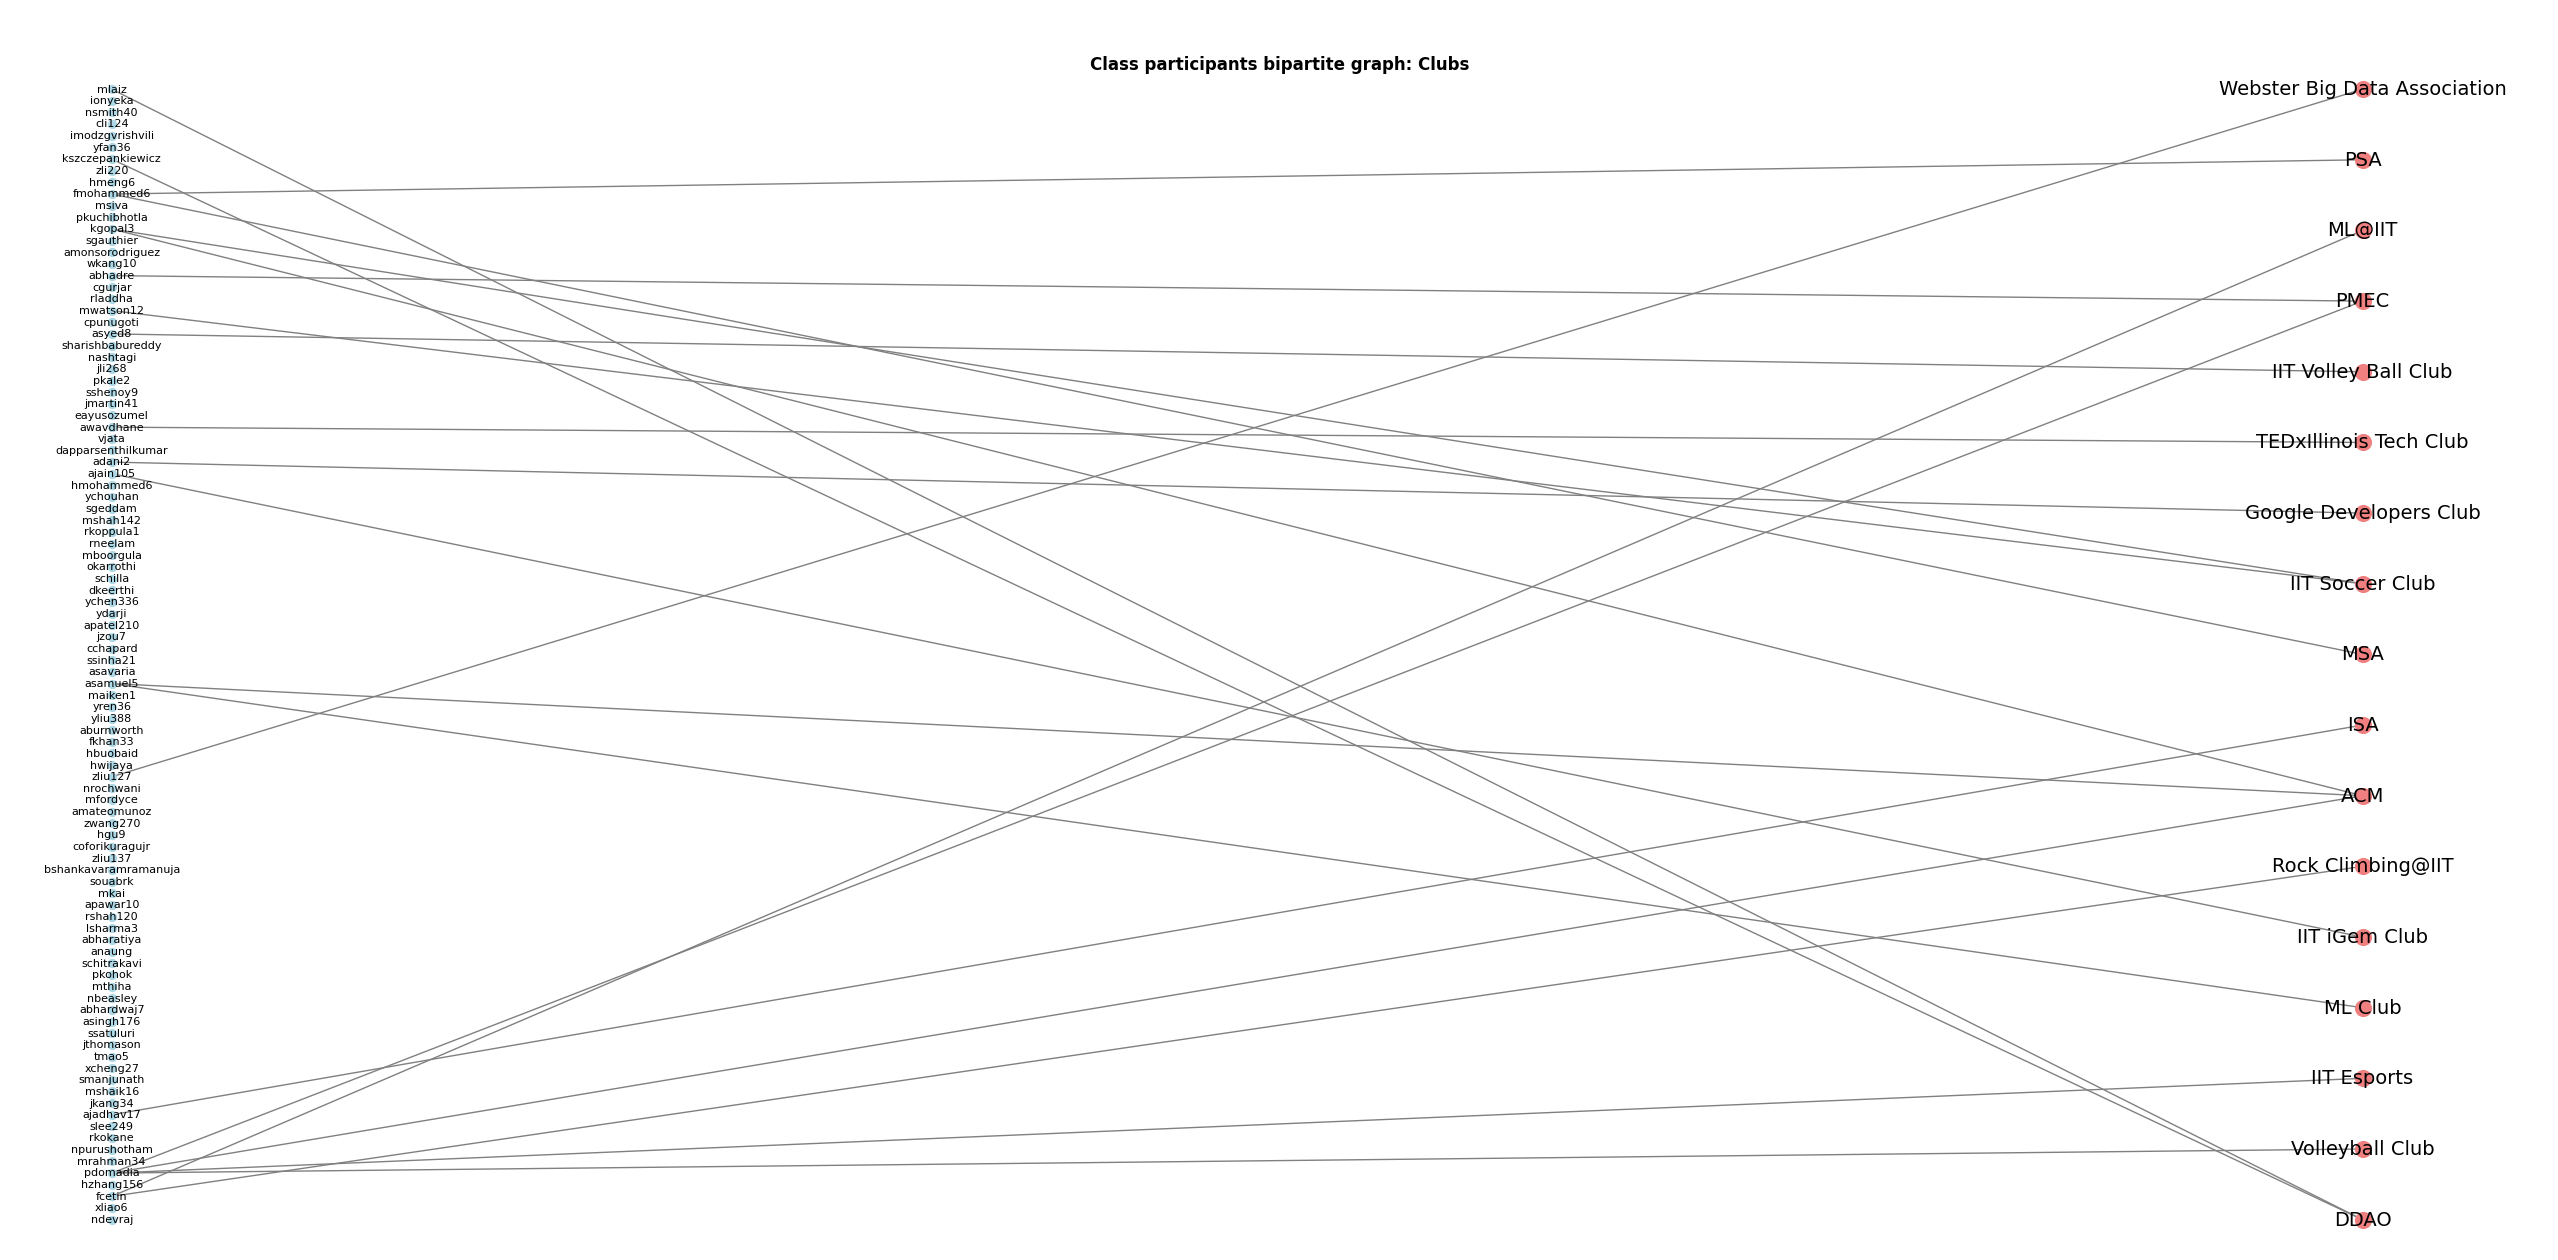 Class participants bipartite graph: Clubs
mlaiz
ionyeka
nsmith40
cli124
imodzgvrishvili
yfan36
kszczepankiewicz
zli220
hmeng6
fmohammed6
msiva
pkuchibhotla
kgopal3
sgauthier
amonsorodriguez
wkang10
abhadre
cgurjar
rladdha
mwatson12
cpunugoti
asyed8
sharishbabureddy
nashtagi
jli268
pkale2
sshenoy9
jmartin41
eayusozumel
awavdhane
vjata
dapparsenthilkumar
adani2
ajain105
hmohammed6
ychouhan
sgeddam
mshah142
rkoppula1
rneelam
mboorgula
okarrothi
schilla
dkeerthi
ychen336
ydarji
apatel210
jzou7
cchapard
ssinha21
asavaria
asamuel5
maiken1
yren36
yliu388
aburnworth
fkhan33
hbuobaid
hwijaya
zliu127
nrochwani
mfordyce
amateomunoz
zwang270
hgu9
coforikuragujr
zliu137
bshankavaramramanuja
souabrk
mkai
apawar10
rshah120
lsharma3
abharatiya
anaung
schitrakavi
pkohok
mthiha
nbeasley
abhardwaj7
asingh176
ssatuluri
jthomason
tmao5
xcheng27
smanjunath
mshaik16
jkang34
ajadhav17
slee249
rkokane
npurushotham
mrahman34
pdomadia
hzhang156
fcetin
xliao6
ndevraj
Webster Big Data Association
PSA
ML@IIT
PMEC
IIT Volley Ball Club
TEDxIllinois Tech Club
Google Developers Club
IIT Soccer Club
MSA
ISA
ACM
Rock Climbing@IIT
IIT iGem Club
ML Club
IIT Esports
Volleyball Club
DDAO